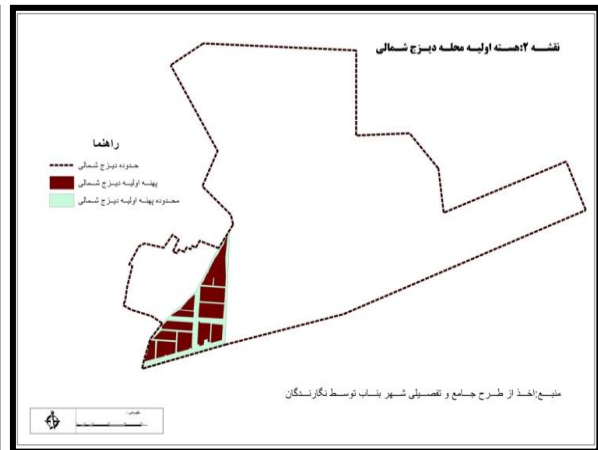 نقشه ۲:هسته اولیه محله دیزج شمالی
راهنما
حدوده دیزج شمالی
پهنه اولیه دیزج شمالی
محدوده پهنه اولیه دیزج شمالی
منبع:اخذ از طرح جامع و تفصیلی شهر بناب توسط نگارندگان